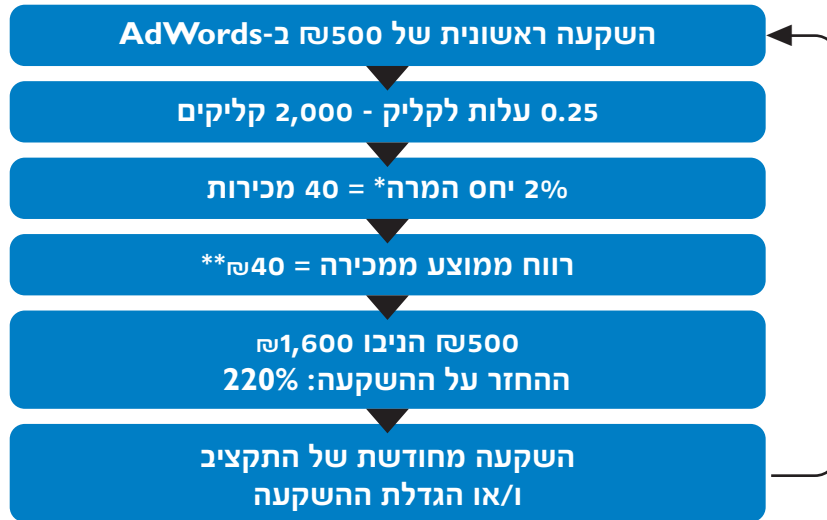 השקעה ראשונית של 500₪ ב-AdWords
0.25 עלות לקליק - 2,000 קליקים
2% יחס המרה* = 40 מכירות
רווח ממוצע ממכירה = 40₪**
500₪ הניבו 1,600₪
ההחזר על ההשקעה: 220%
השקעה מחודשת של התקציב
ו/או הגדלת ההשקעה